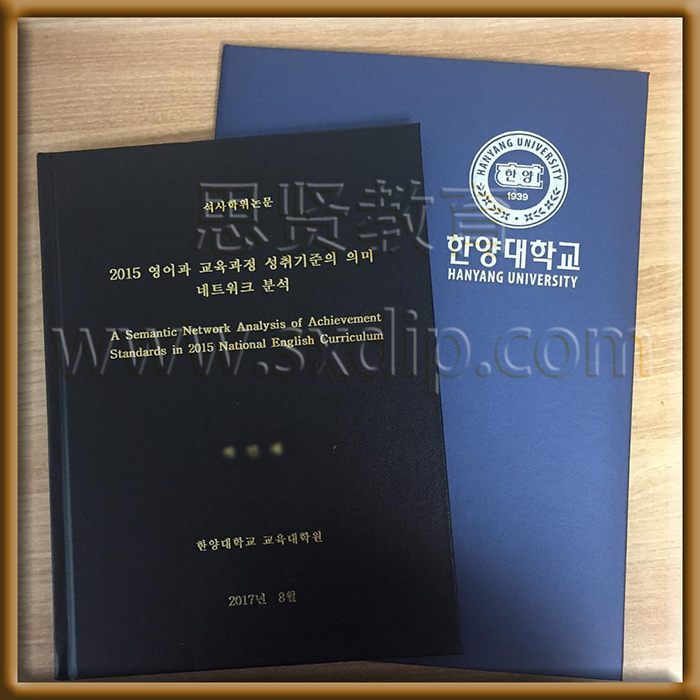 석사학위논문
2015 영어과 교육과정 성취기준의 의미
네트워크 분석
A Semantic Network Analysis of Achievement
Standards in 2015 National English Curriculum
한양대학교 교육대학원
2017년 8월
HANYANG UNIVERSITY
한양
1939
한양대학교
HANYANG UNIVERSITY
思贤教育
www.sxdip.com